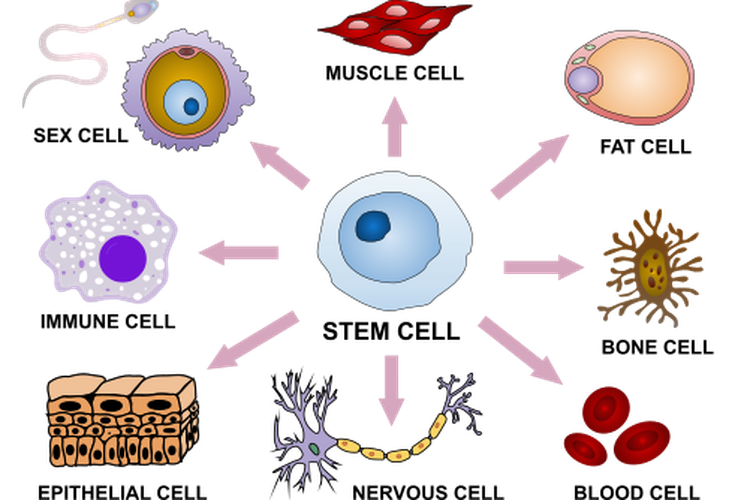 MUSCLE CELL
SEX CELL
FAT CELL
IMMUNE CELL
STEM CELL
BONE CELL
EPITHELIAL CELL
NERVOUS CELL
BLOOD CELL